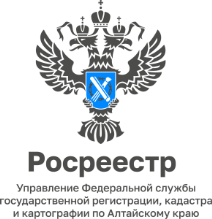 Росреестр
Управление Федеральной службы
государственной регистрации, кадастра
и картографии по Алтайскому краю